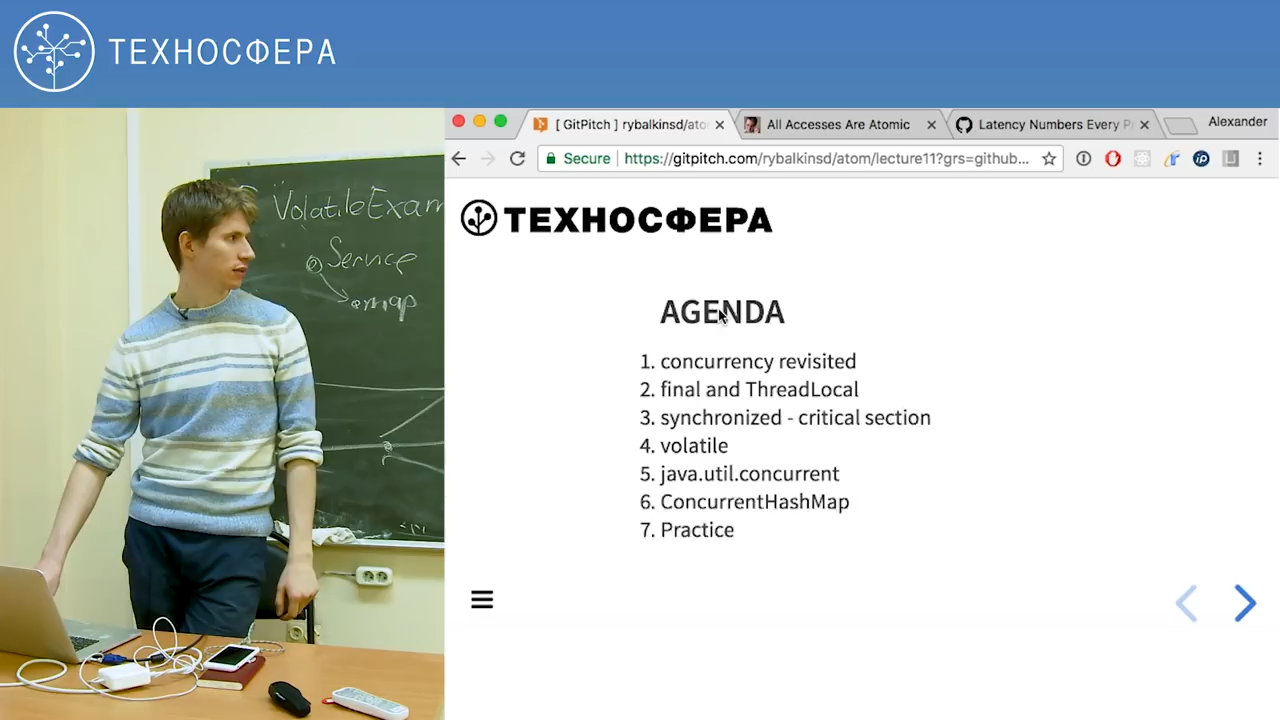 ТЕХНОСФЕРА
VolatileExam
Service
map
[ GitPitch ] rybalkinsd/ato
All Accesses Are Atomic
Latency Numbers Every P
Alexander
Secure
https://gitpitch.com/rybalkinsd/atom/lecture11?grs=github...
ТЕХНОСФЕРА
AGENDA
1. concurrency revisited
2. final and ThreadLocal
3. synchronized - critical section
4. volatile
5. java.util.concurrent
6. ConcurrentHashMap
7. Practice